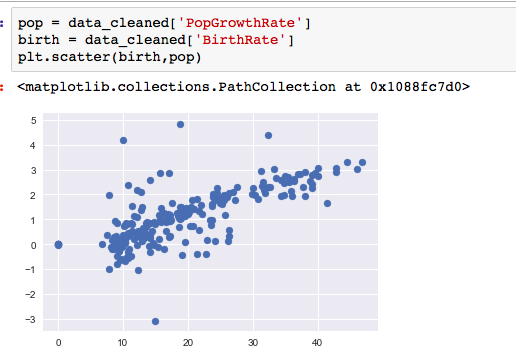 pop = data_cleaned['PopGrowthRate']
birth = data_cleaned['BirthRate']
plt.scatter(birth,pop)
<matplotlib.collections.PathCollection at 0x1088fc7d0>
5
4
3
2
1
0
−1
−2
−3
0 10 20 30 40